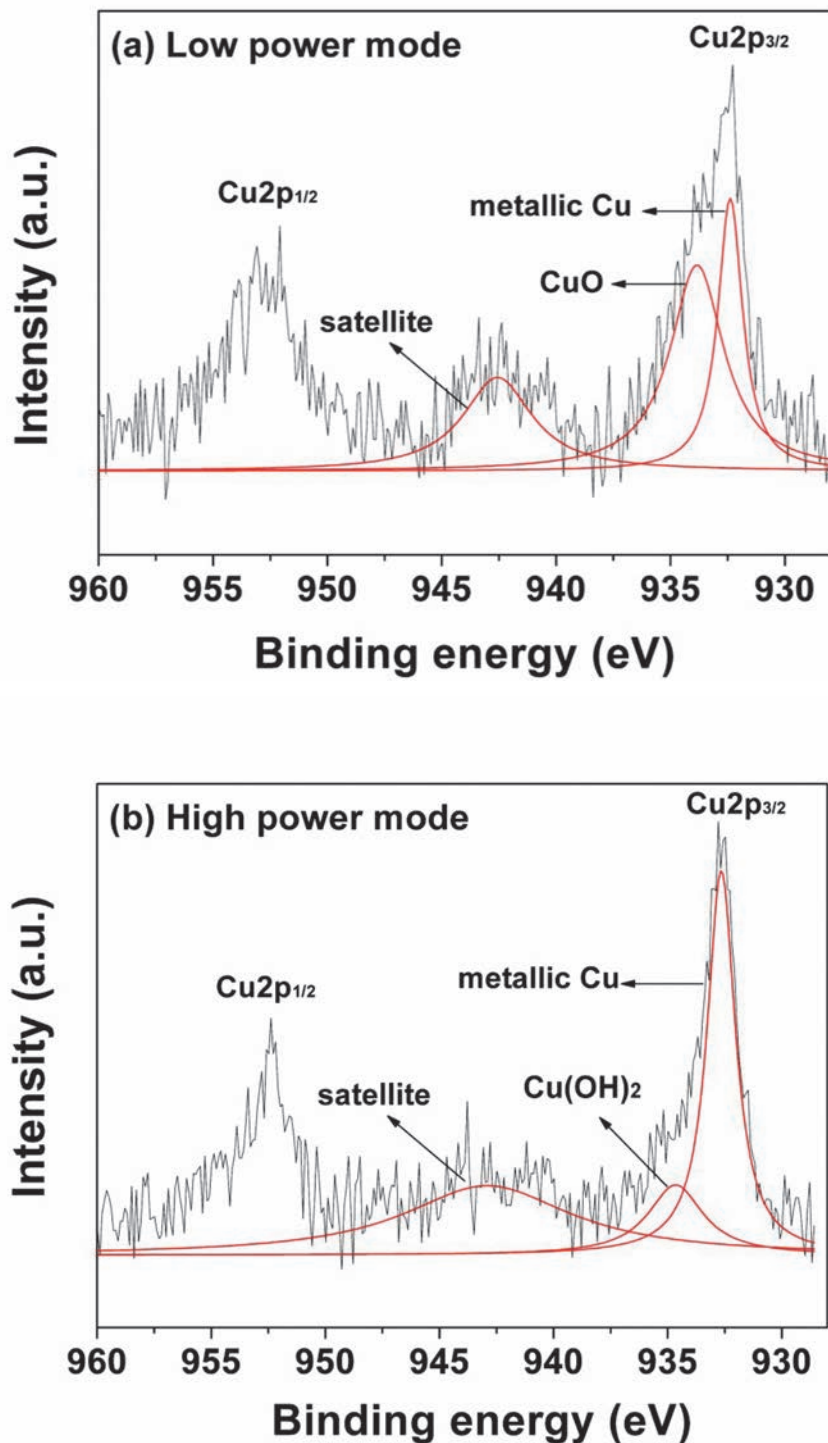 (a) Low power mode
Cu2p3/2
Cu2p1/2
metallic Cu
CuO
satellite
Intensity (a.u.)
960 955 950 945 940 935 930
Binding energy (eV)
(b) High power mode
Cu2p3/2
Cu2p1/2
metallic Cu
satellite
Cu(OH)2
Intensity (a.u.)
960 955 950 945 940 935 930
Binding energy (eV)